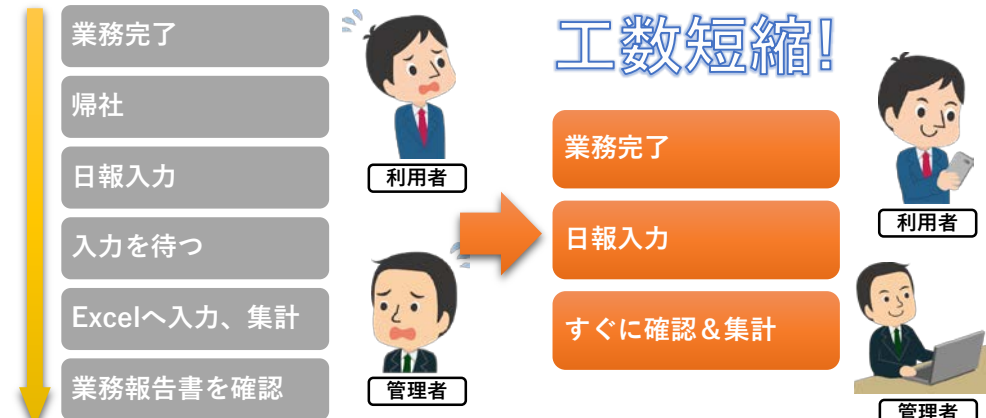 業務完了
帰社
日報入力
入力を待つ
Excelへ入力、集計
業務報告書を確認
利用者
管理者
工数短縮!
業務完了
日報入力
すぐに確認＆集計
利用者
管理者